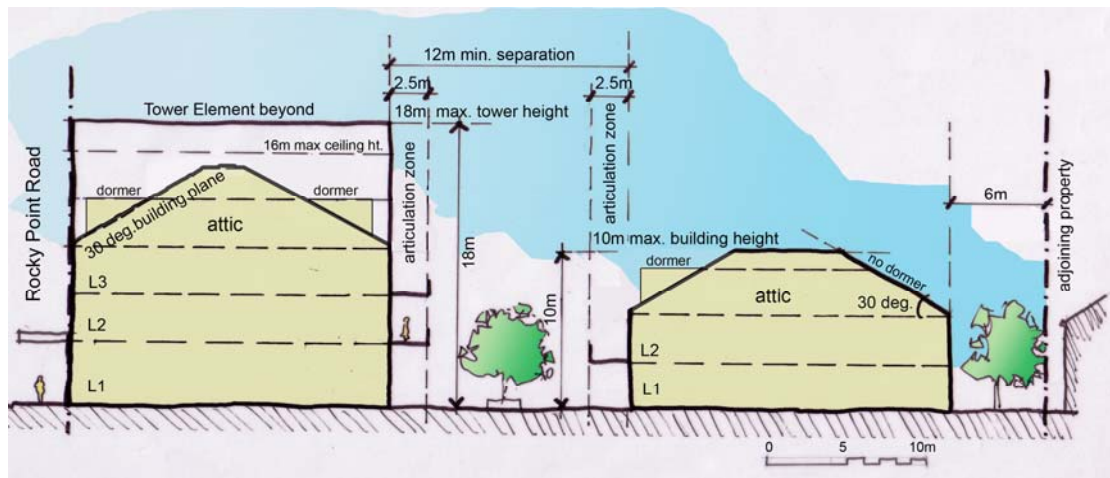 12m min. separation
2.5m
2.5m
Tower Element beyond
18m max. tower height
16m max ceiling ht.
Rocky Point Road
dormer
dormer
30 deg.building plane
attic
L3
L2
L1
articulation zone
18m
articulation zone
10m max. building height
10m
dormer
no dormer
attic
30 deg.
L2
L1
6m
adjoining property
0 5 10m